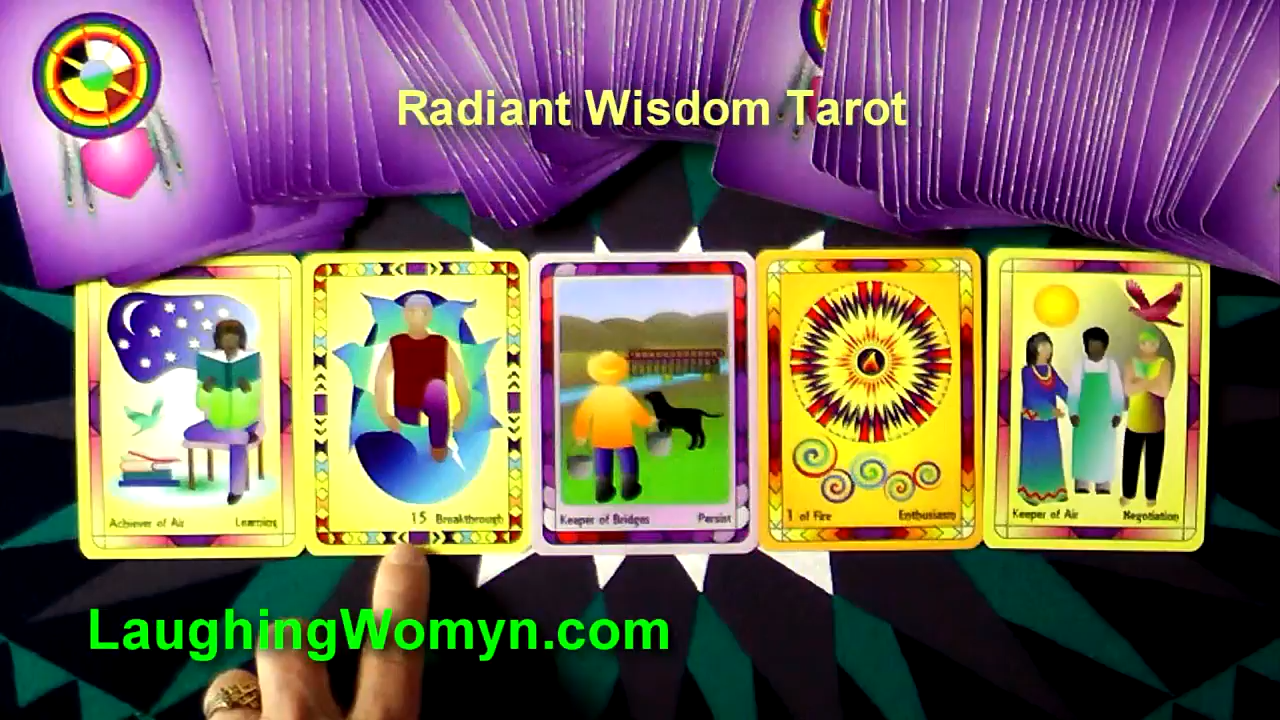 Radiant Wisdom Tarot
Achiever of Air Learning
15 Breakthrough
Keeper of Bridges Persist
1 of Fire Enthusiasm
Keeper of Air Negotiation
LaughingWomyn.com